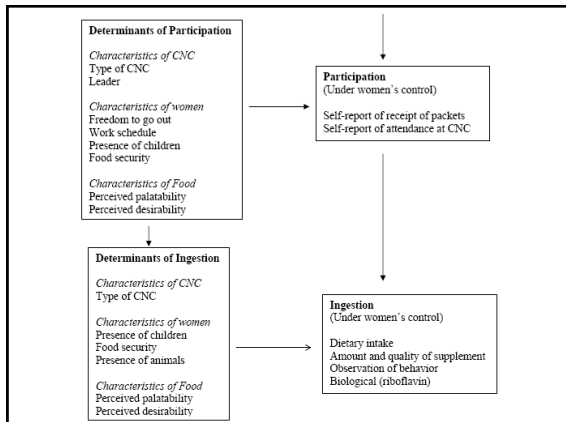 Determinants of Participation
Characteristics of CNC
Type of CNC
Leader
Characteristics of women
Freedom to go out
Work schedule
Presence of children
Food security
Characteristics of Food
Perceived palatability
Perceived desirability
Participation
(Under women's control)
Self-report of receipt of packets
Self-report of attendance at CNC
Determinants of Ingestion
Characteristics of CNC
Type of CNC
Characteristics of women
Presence of children
Food security
Presence of animals
Characteristics of Food
Perceived palatability
Perceived desirability
Ingestion
(Under women's control)
Dietary intake
Amount and quality of supplement
Observation of behavior
Biological (riboflavin)